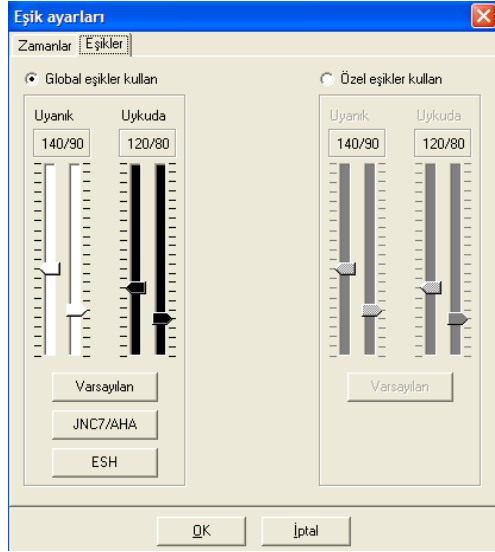 Eşik ayarları
Zamanlar Eşikler
Global eşikler kullan
Özel eşikler kullan
Uyanık Uykuda
140/90 120/80
Uyanık Uykuda
140/90 120/80
Varsayılan
Varsayılan
JNC7/AHA
ESH
OK İptal